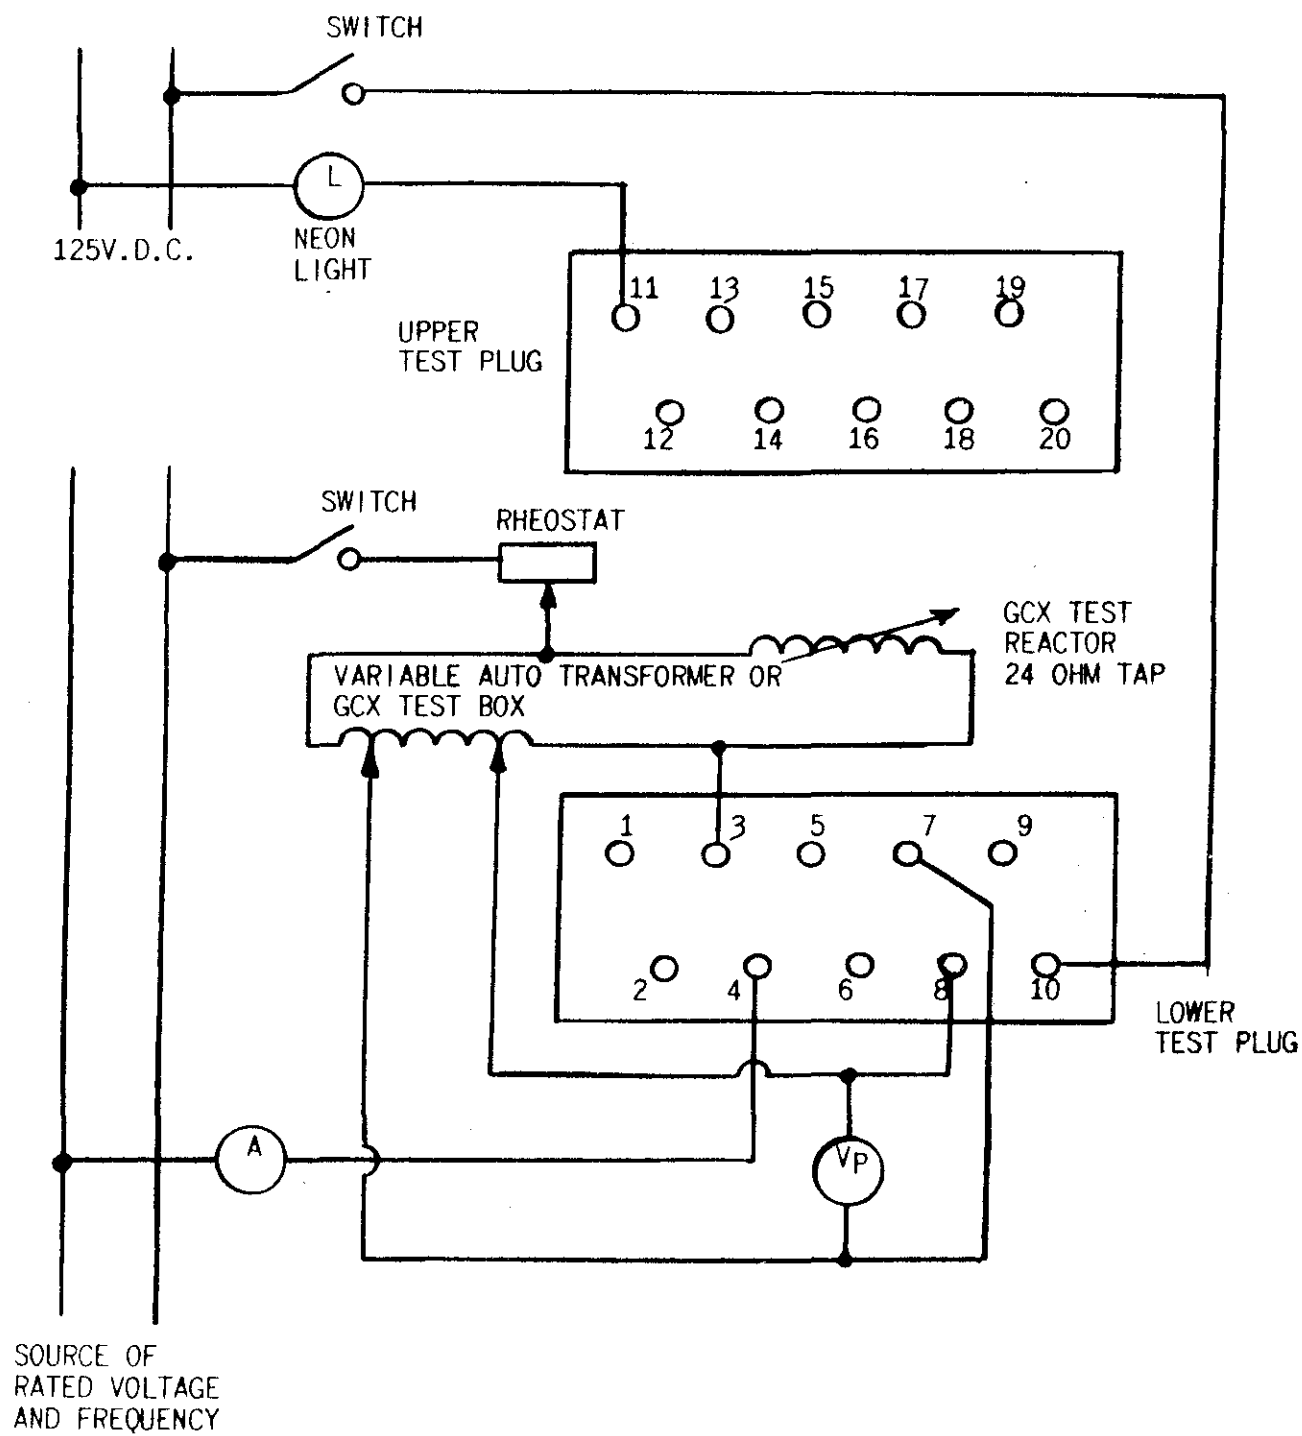 SWITCH
L
NEON
LIGHT
125V.D.C.
11 13 15 17 19
UPPER
TEST PLUG
12 14 16 18 20
SWITCH
RHEOSTAT
GCX TEST
REACTOR
24 OHM TAP
VARIABLE AUTO TRANSFORMER OR
GCX TEST BOX
1 3 5 7 9
2 4 6 8 10
LOWER
TEST PLUG
A
VP
SOURCE OF
RATED VOLTAGE
AND FREQUENCY